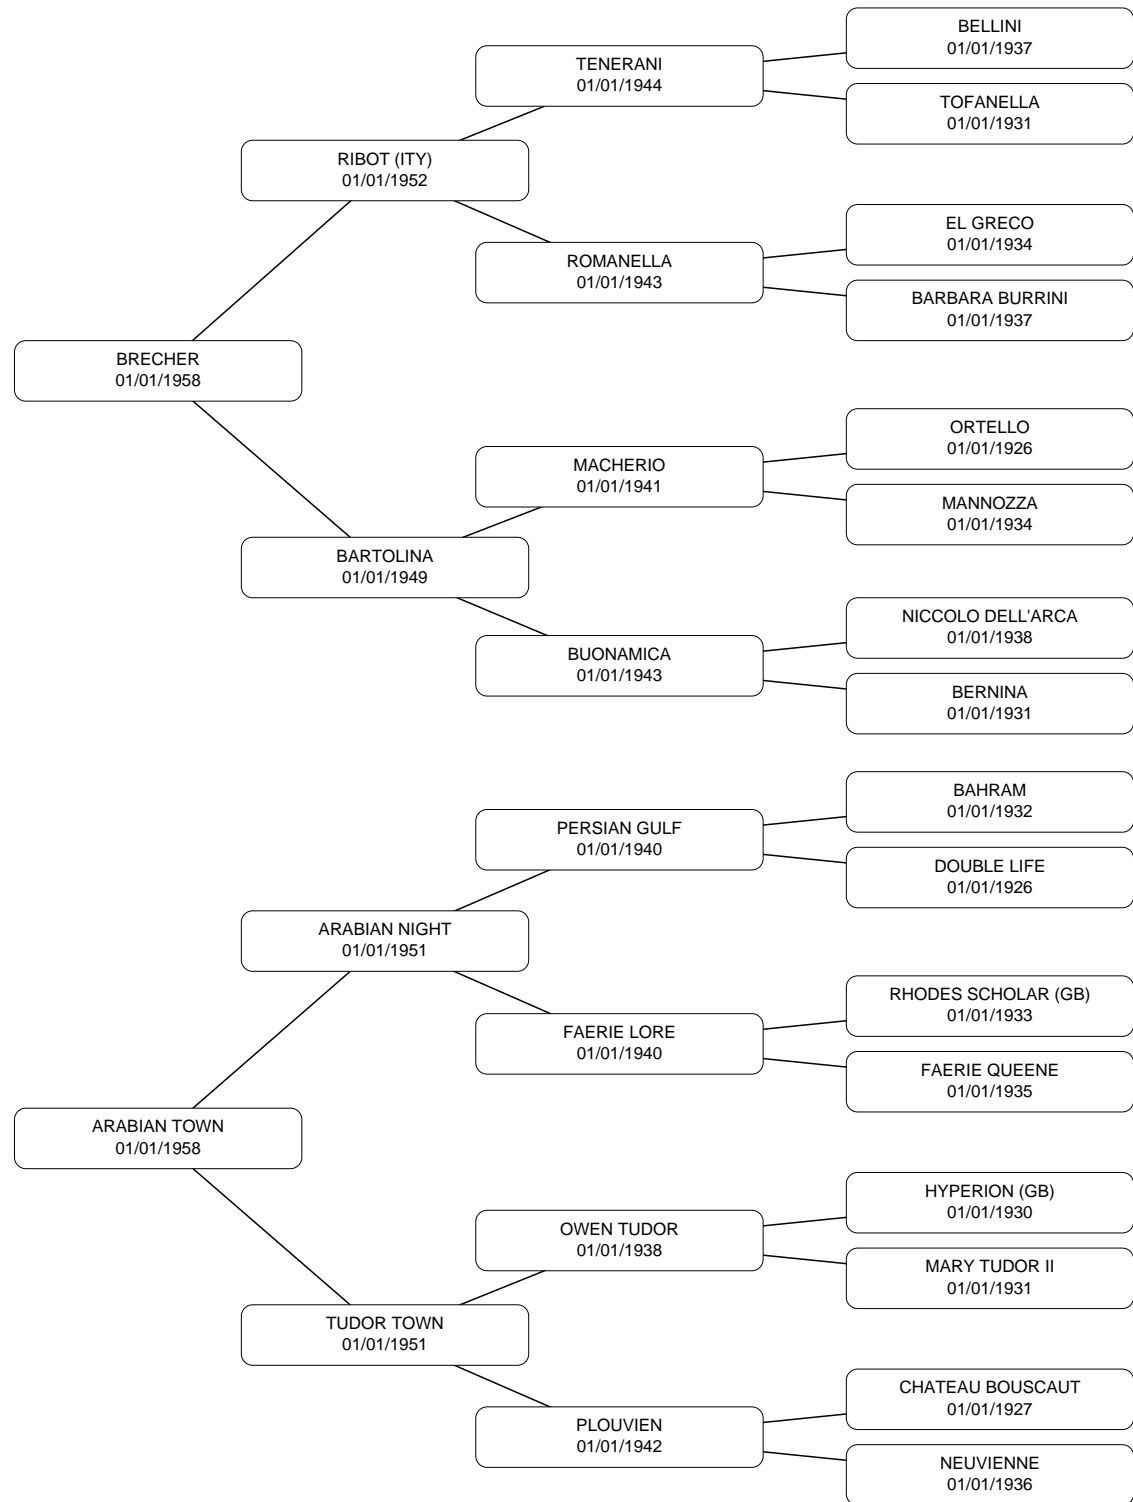 BELLINI
01/01/1937
TENERANI
01/01/1944
TOFANELLA
01/01/1931
RIBOT (ITY)
01/01/1952
EL GRECO
01/01/1934
ROMANELLA
01/01/1943
BARBARA BURRINI
01/01/1937
BRECHER
01/01/1958
ORTELLO
01/01/1926
MACHERIO
01/01/1941
MANNOZZA
01/01/1934
BARTOLINA
01/01/1949
NICCOLO DELL'ARCA
01/01/1938
BUONAMICA
01/01/1943
BERNINA
01/01/1931
BAHRAM
01/01/1932
PERSIAN GULF
01/01/1940
DOUBLE LIFE
01/01/1926
ARABIAN NIGHT
01/01/1951
RHODES SCHOLAR (GB)
01/01/1933
FAERIE LORE
01/01/1940
FAERIE QUEENE
01/01/1935
ARABIAN TOWN
01/01/1958
HYPERION (GB)
01/01/1930
OWEN TUDOR
01/01/1938
MARY TUDOR II
01/01/1931
TUDOR TOWN
01/01/1951
CHATEAU BOUSCAUT
01/01/1927
PLOUVIEN
01/01/1942
NEUVIENNE
01/01/1936